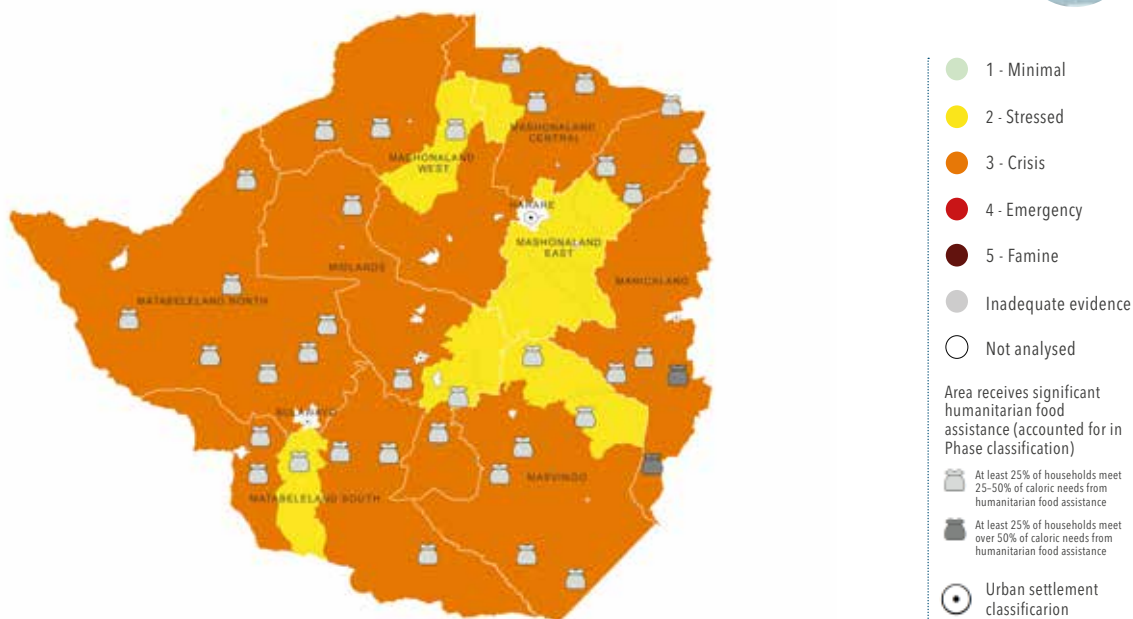 MASHONALAND
CENTRAL
MASHONALAND
WEST
HARARE
MASHONALAND
EAST
MIDLANDS
MANICALAND
MATABELELAND NORTH
BULAWAYO
MASVINGO
MATABELELAND SOUTH
1 - Minimal
2 - Stressed
3 - Crisis
4 - Emergency
5 - Famine
Inadequate evidence
Not analysed
Area receives significant
humanitarian food
assistance (accounted for in
Phase classification)
At least 25% of households meet
25–50% of caloric needs from
humanitarian food assistance
At least 25% of households meet
over 50% of caloric needs from
humanitarian food assistance
Urban settlement
classificarion